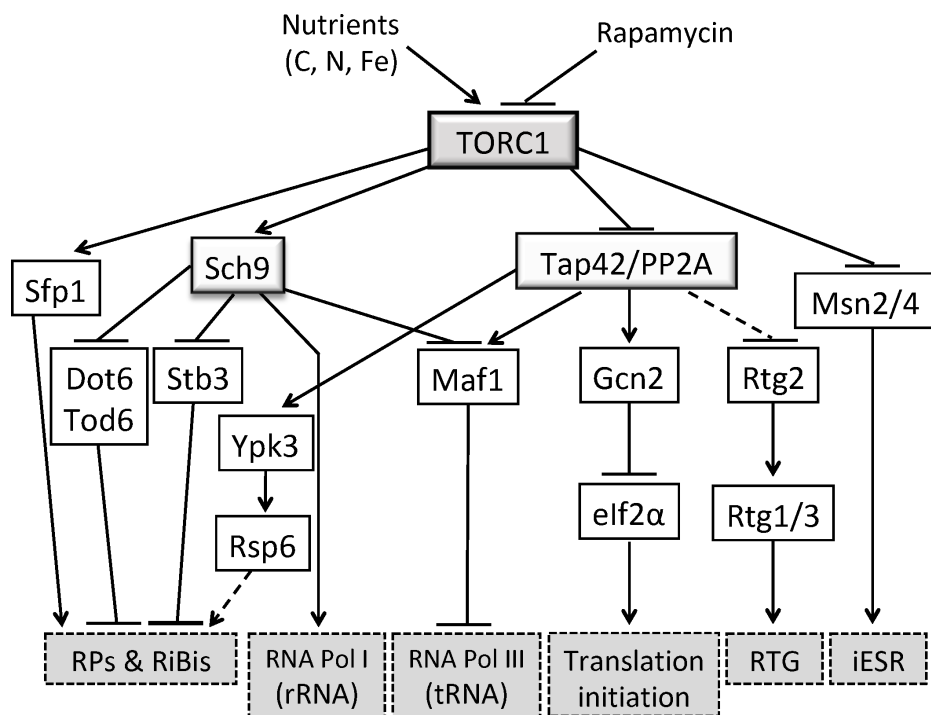 Nutrients
(C, N, Fe)
Rapamycin
TORC1
Sch9
Tap42/PP2A
Sfp1
Msn2/4
Dot6
Tod6
Stb3
Maf1
Gcn2
Rtg2
Ypk3
eIf2α
Rtg1/3
Rsp6
RPs & RiBis
RNA Pol I
(rRNA)
RNA Pol III
(tRNA)
Translation
initiation
RTG
iESR